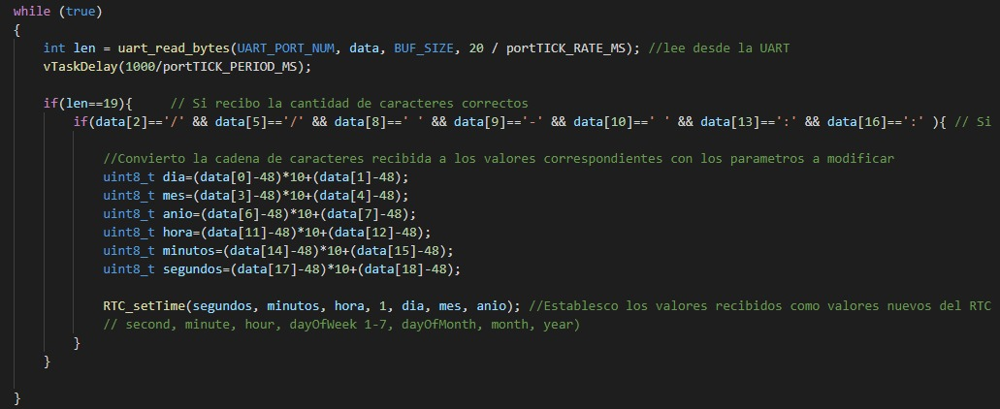 while (true)
{
int len = uart_read_bytes(UART_PORT_NUM, data, BUF_SIZE, 20 / portTICK_RATE_MS); //lee desde la UART
vTaskDelay(1000/portTICK_PERIOD_MS);
if(len==19){ // Si recibo la cantidad de caracteres correctos
if(data[2]=='/' && data[5]=='/' && data[8]==' ' && data[9]=='-' && data[10]==' ' && data[13]==':' && data[16]==':' ){ // Si
//Convierto la cadena de caracteres recibida a los valores correspondientes con los parametros a modificar
uint8_t dia=(data[0]-48)*10+(data[1]-48);
uint8_t mes=(data[3]-48)*10+(data[4]-48);
uint8_t anio=(data[6]-48)*10+(data[7]-48);
uint8_t hora=(data[11]-48)*10+(data[12]-48);
uint8_t minutos=(data[14]-48)*10+(data[15]-48);
uint8_t segundos=(data[17]-48)*10+(data[18]-48);
RTC_setTime(segundos, minutos, hora, 1, dia, mes, anio); //Establesco los valores recibidos como valores nuevos del RTC
// second, minute, hour, dayOfWeek 1-7, dayOfMonth, month, year)
}
}
}